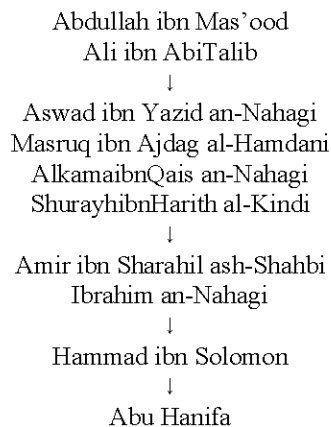 Abdullah ibn Mas’ood
Ali ibn AbiTalib
↓
Aswad ibn Yazid an-Nahagi
Masruq ibn Ajdag al-Hamdani
AlkamaibnQais an-Nahagi
ShurayhibnHarith al-Kindi
↓
Amir ibn Sharahil ash-Shahbi
Ibrahim an-Nahagi
↓
Hammad ibn Solomon
↓
Abu Hanifa